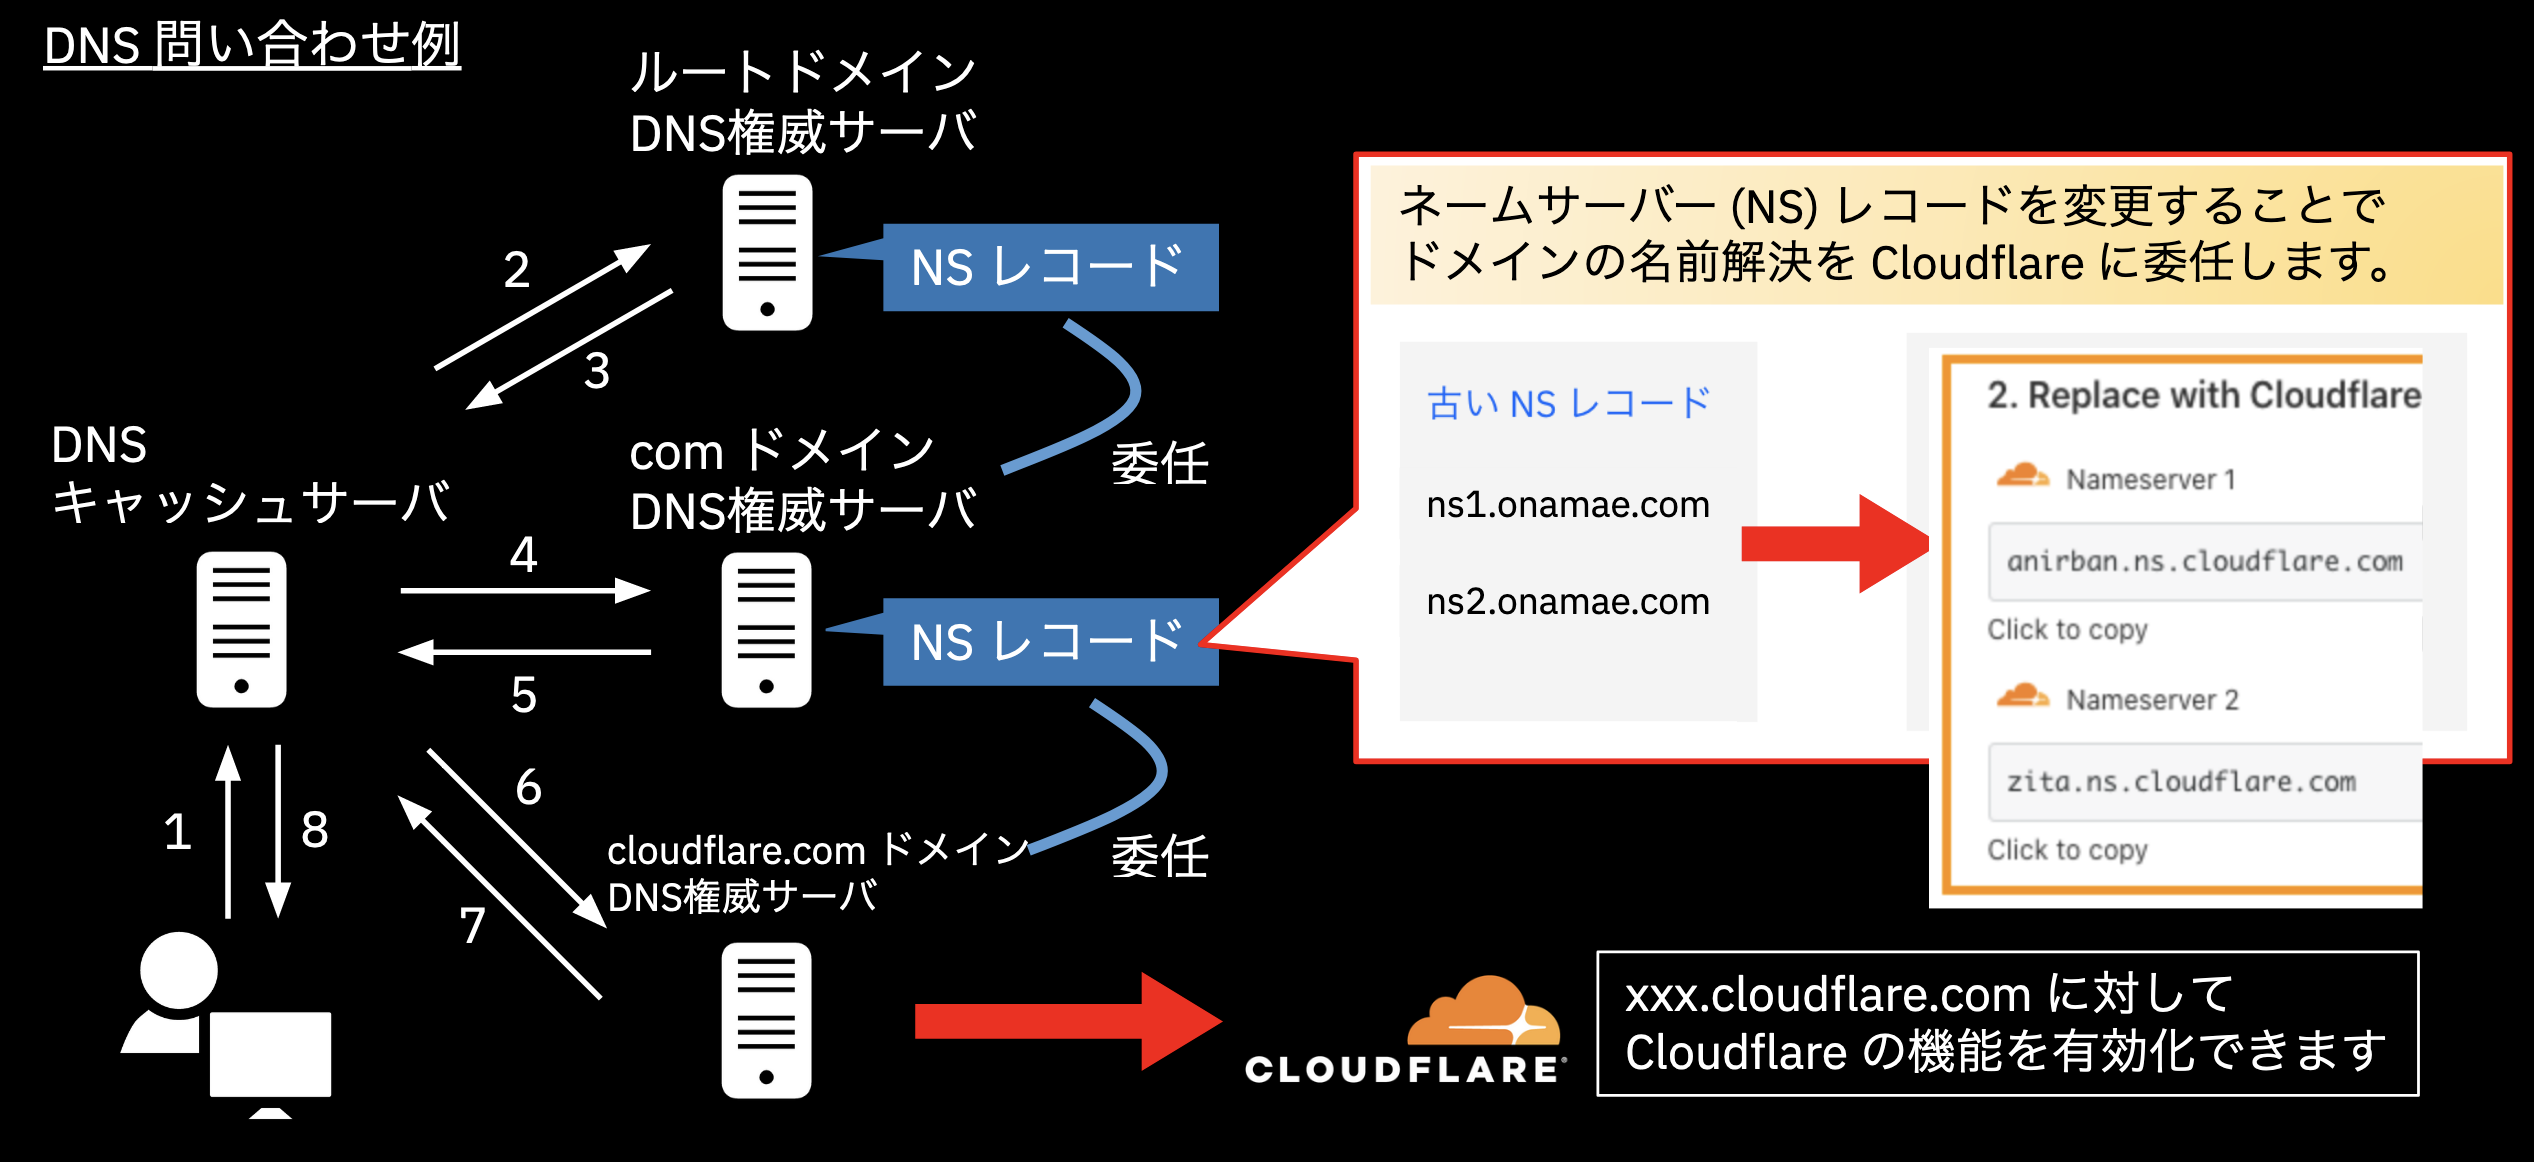 DNS 問い合わせ例
ルートドメイン
DNS権威サーバ
NS レコード
2
3
委任
DNS
キャッシュサーバ
com ドメイン
DNS権威サーバ
NS レコード
4
5
委任
6
7
1
8
cloudflare.com ドメイン
DNS権威サーバ
ネームサーバー (NS) レコードを変更することで
ドメインの名前解決を Cloudflare に委任します。
古い NS レコード
ns1.onamae.com
ns2.onamae.com
2. Replace with Cloudflare
Nameserver 1
anirban.ns.cloudflare.com
Click to copy
Nameserver 2
zita.ns.cloudflare.com
Click to copy
CLOUDFLARE
xxx.cloudflare.com に対して
Cloudflare の機能を有効化できます